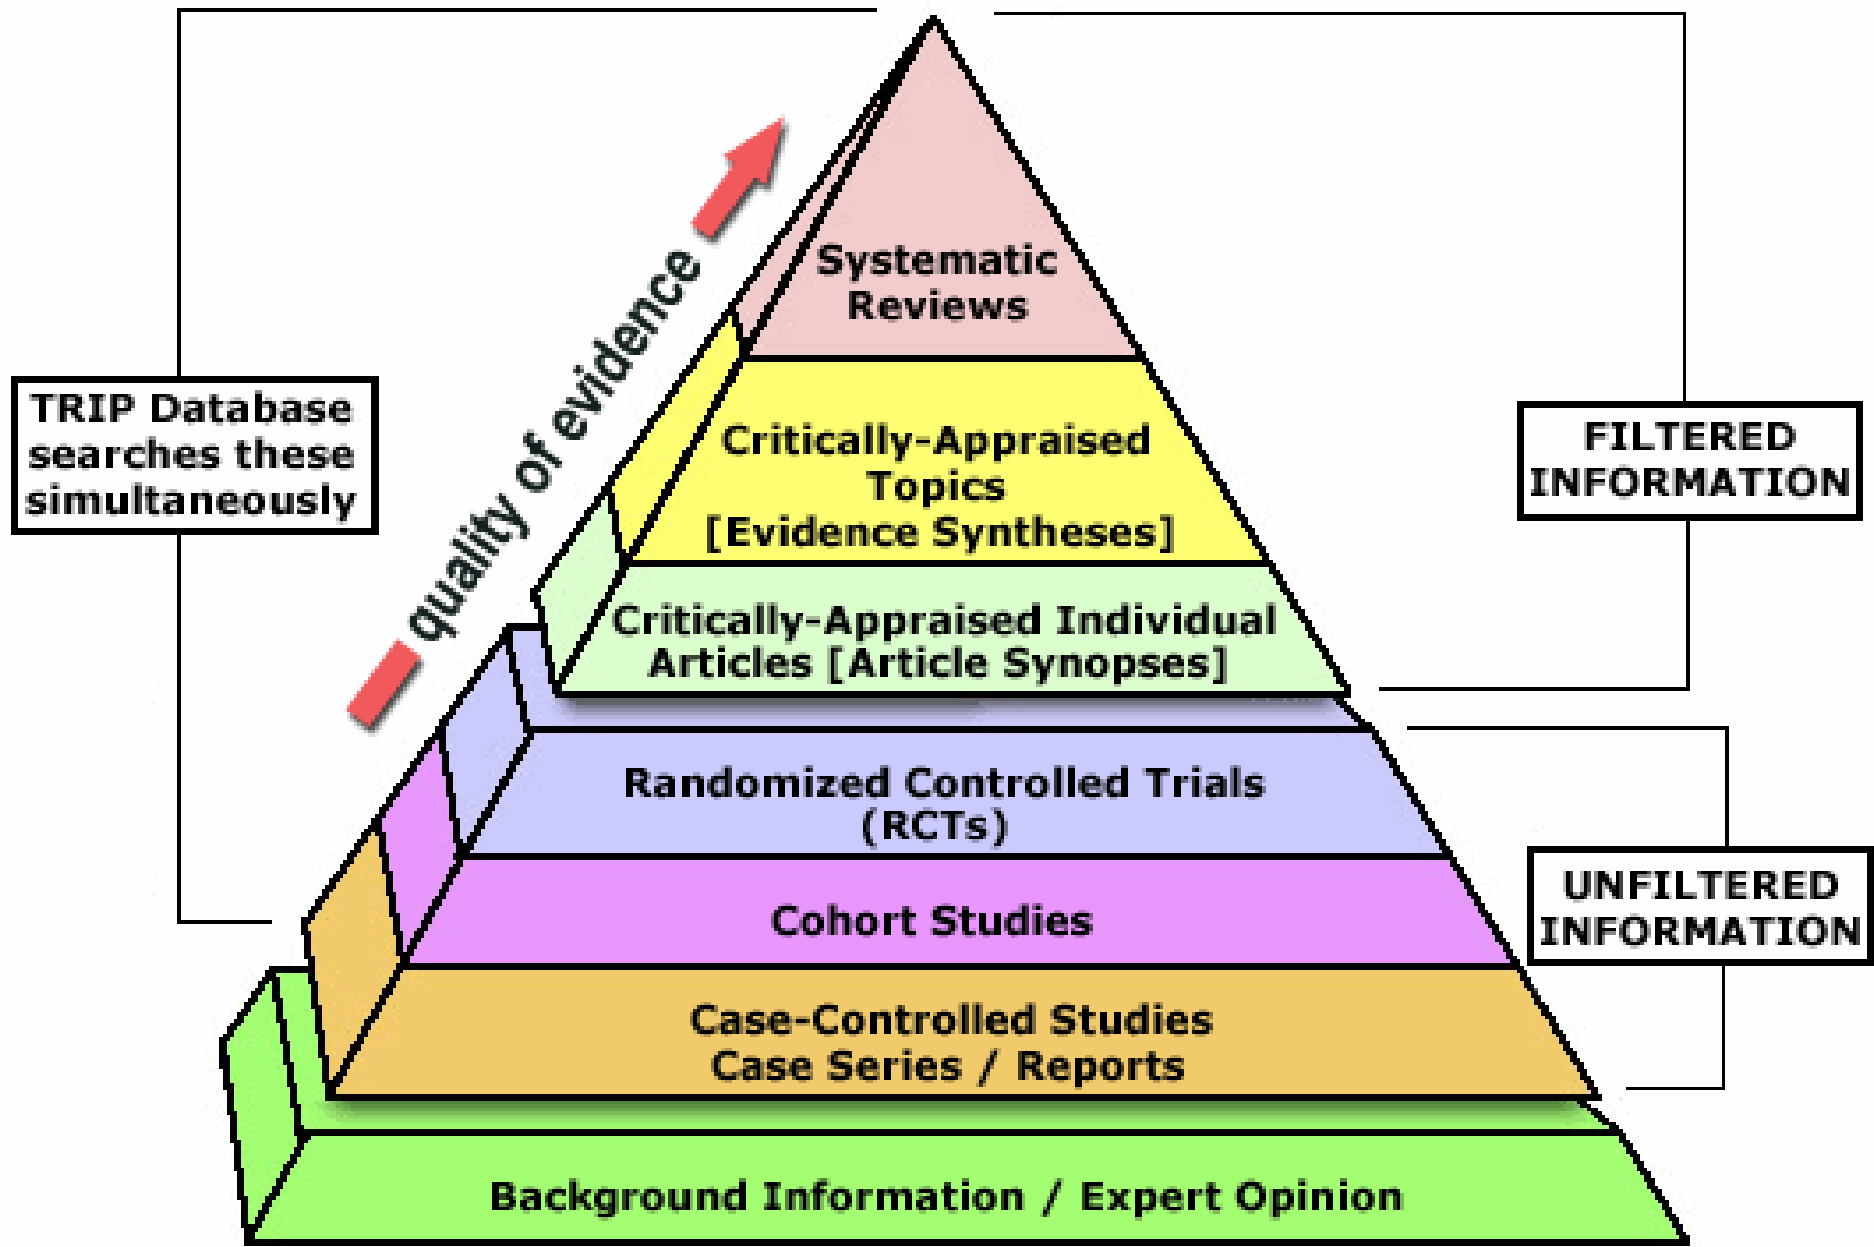 Systematic
Reviews
quality of evidence
TRIP Database
searches these
simultaneously
Critically-Appraised
Topics
[Evidence Syntheses]
FILTERED
INFORMATION
Critically-Appraised Individual
Articles [Article Synopses]
Randomized Controlled Trials
(RCTs)
Cohort Studies
UNFILTERED
INFORMATION
Case-Controlled Studies
Case Series / Reports
Background Information / Expert Opinion